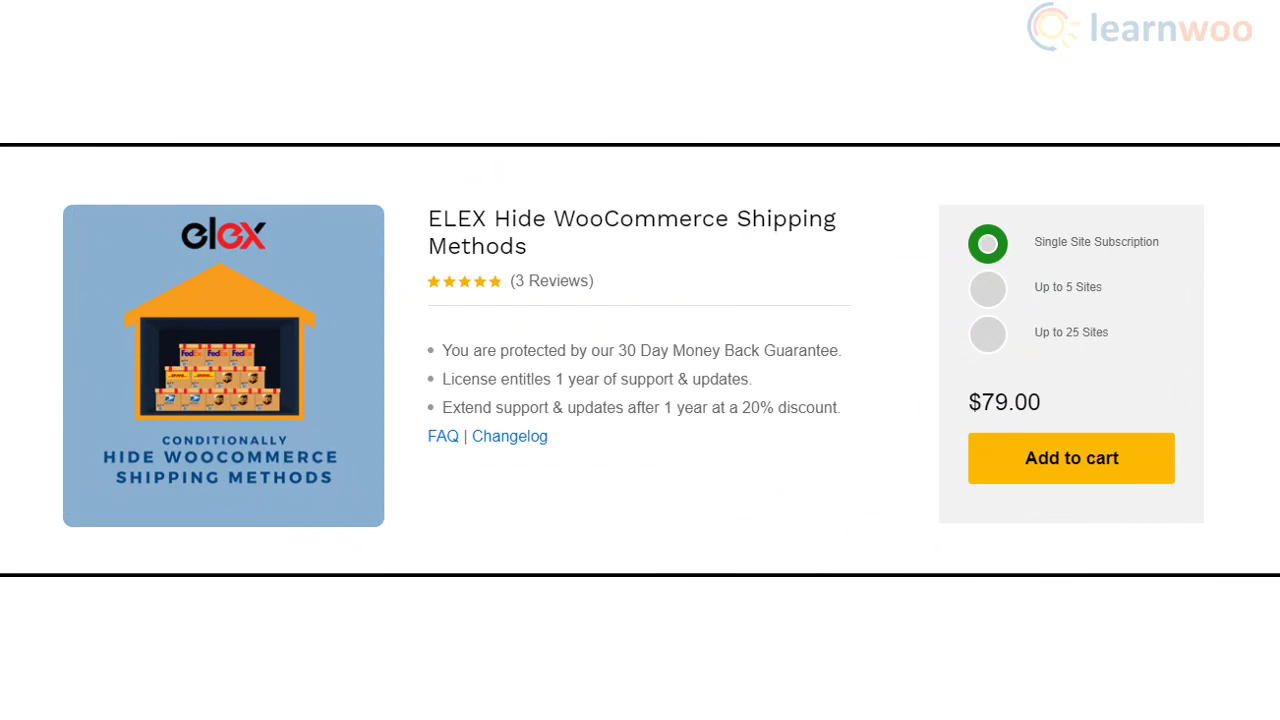 learnwoo
elex
FedEx FedEx FedEx
CONDITIONALLY
HIDE WOOCOMMERCE
SHIPPING METHODS
ELEX Hide WooCommerce Shipping
Methods
(3 Reviews)
You are protected by our 30 Day Money Back Guarantee.
License entitles 1 year of support & updates.
Extend support & updates after 1 year at a 20% discount.
FAQ | Changelog
Single Site Subscription
Up to 5 Sites
Up to 25 Sites
$79.00
Add to cart